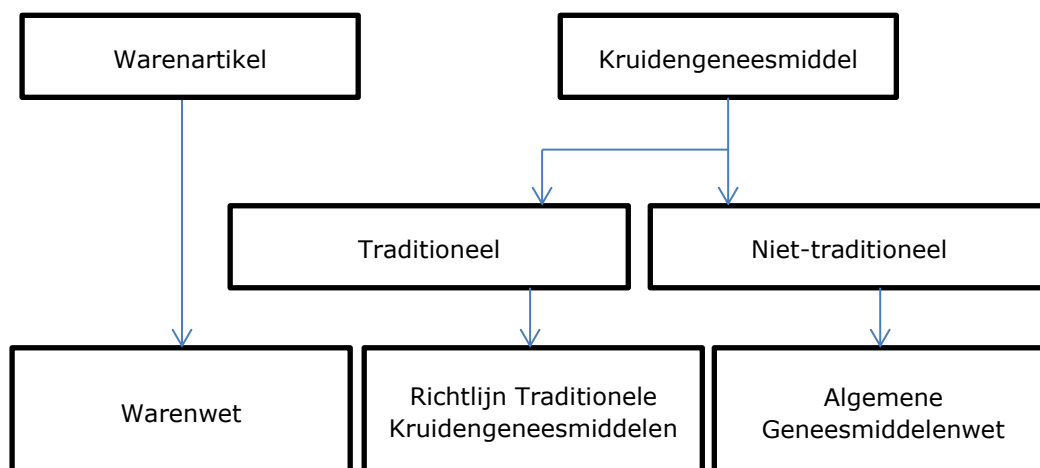 Warenartikel
Kruidengeneesmiddel
Traditioneel
Niet-traditioneel
Warenwet
Richtlijn Traditionele
Kruidengeneesmiddelen
Algemene
Geneesmiddelenwet